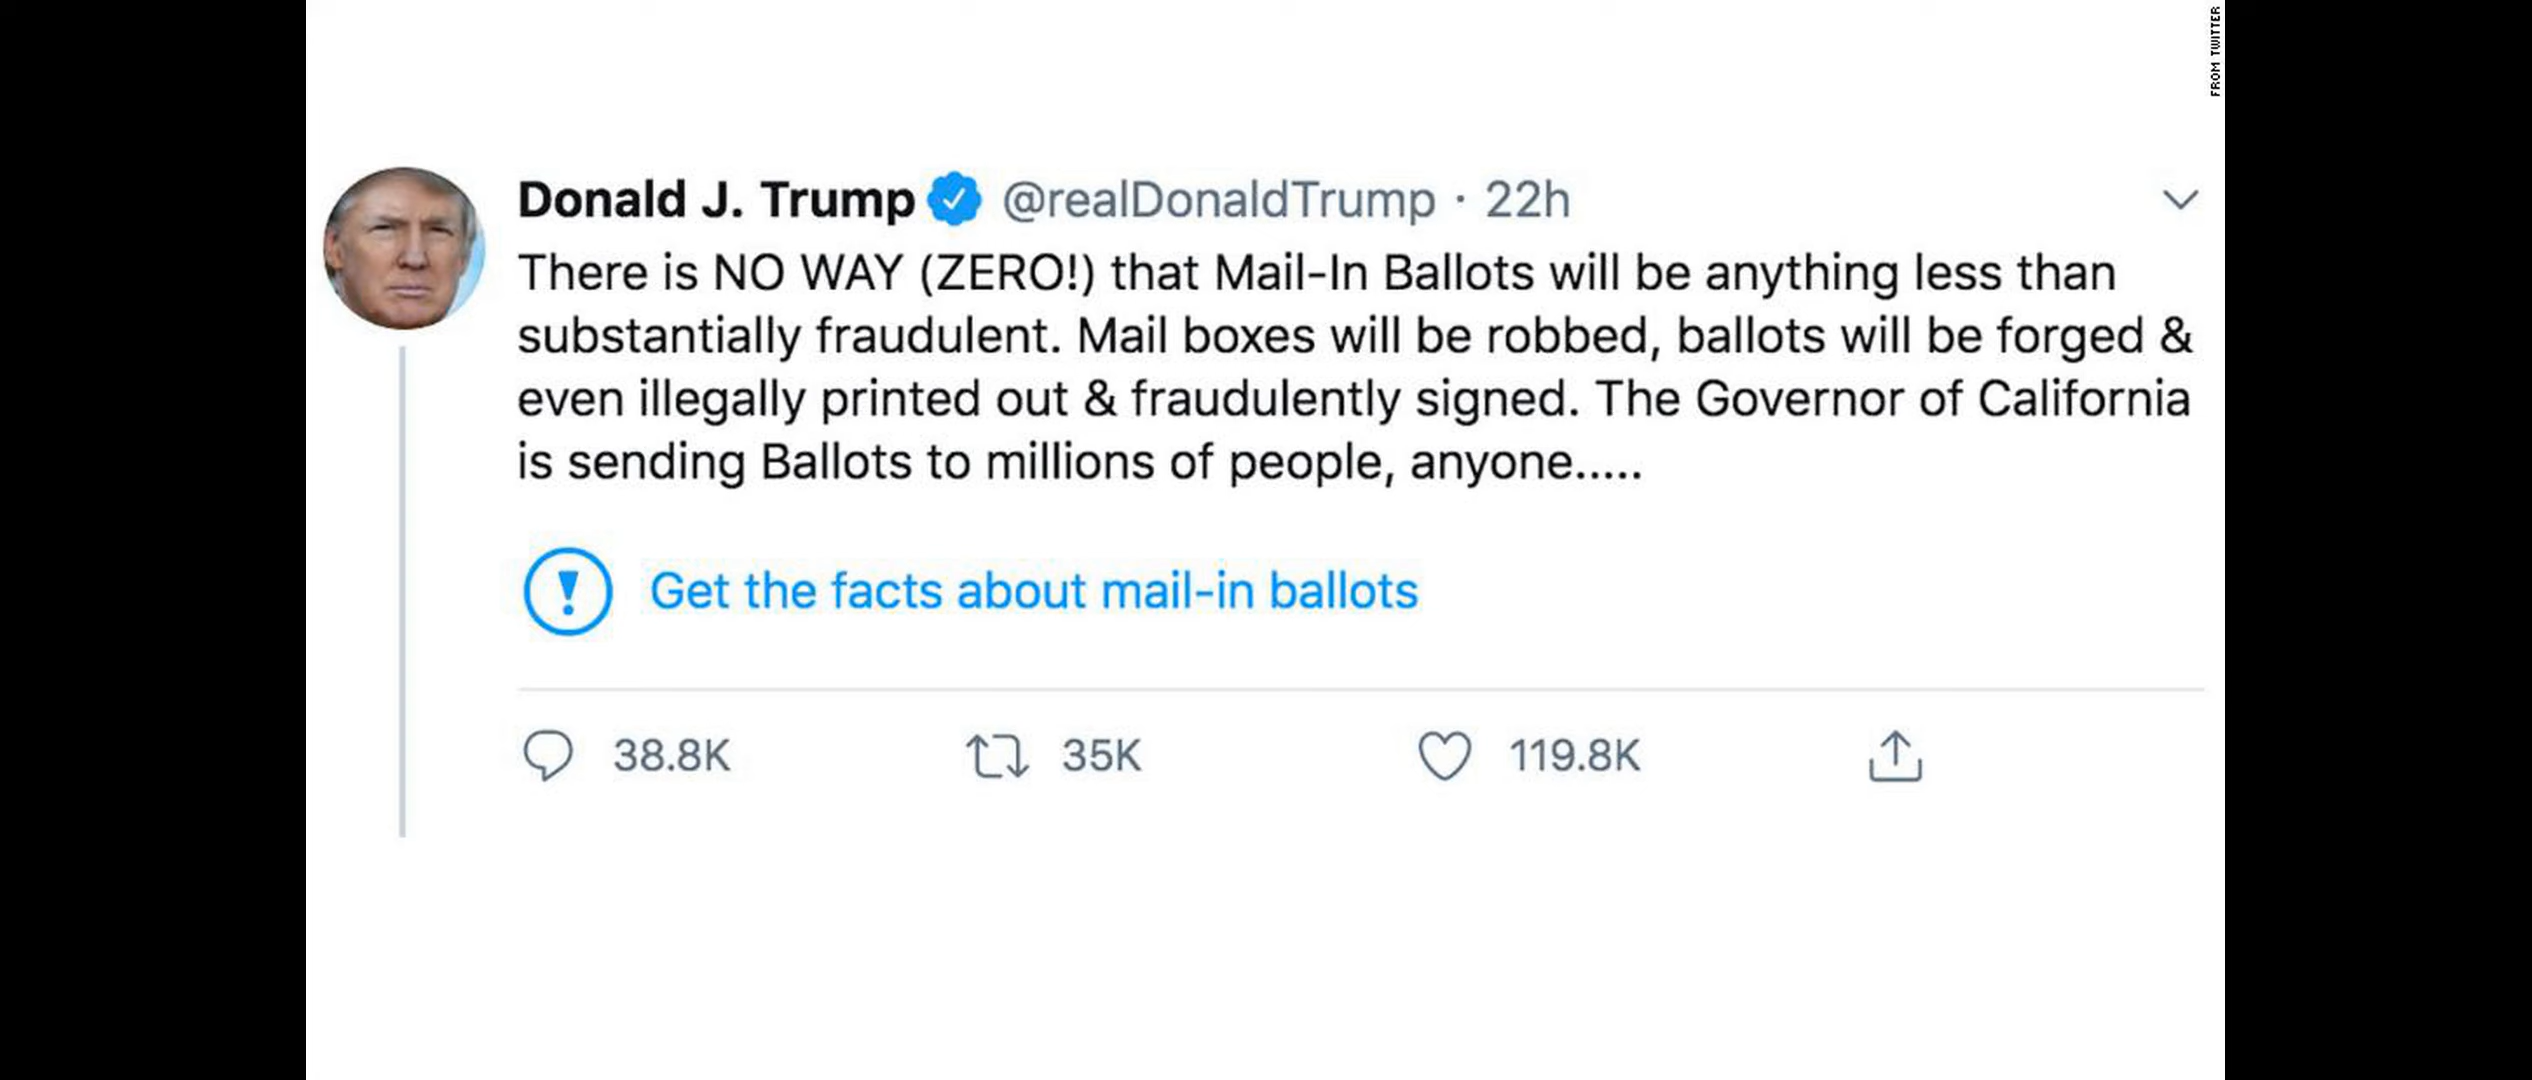 FROM TWITTER
Donald J. Trump @realDonaldTrump · 22h
There is NO WAY (ZERO!) that Mail-In Ballots will be anything less than
substantially fraudulent. Mail boxes will be robbed, ballots will be forged &
even illegally printed out & fraudulently signed. The Governor of California
is sending Ballots to millions of people, anyone.....
Get the facts about mail-in ballots
38.8K 35K 119.8K